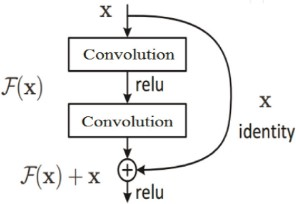 x
Convolution
relu
F(x)
x
Convolution
identity
F(x) + x
+
relu